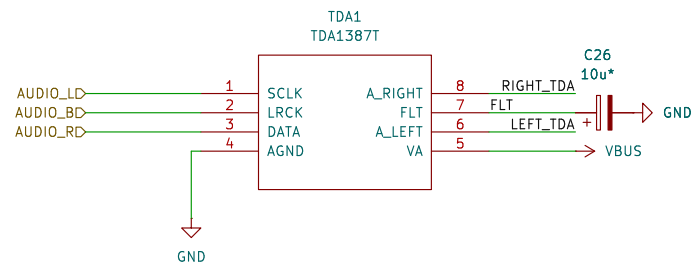 TDA1
TDA1387T
C26
10u*
AUDIO_L 1 SCLK A_RIGHT 8 RIGHT_TDA
AUDIO_B 2 LRCK FLT 7 FLT + GND
AUDIO_R 3 DATA A_LEFT 6 LEFT_TDA
4 AGND VA 5 VBUS
GND